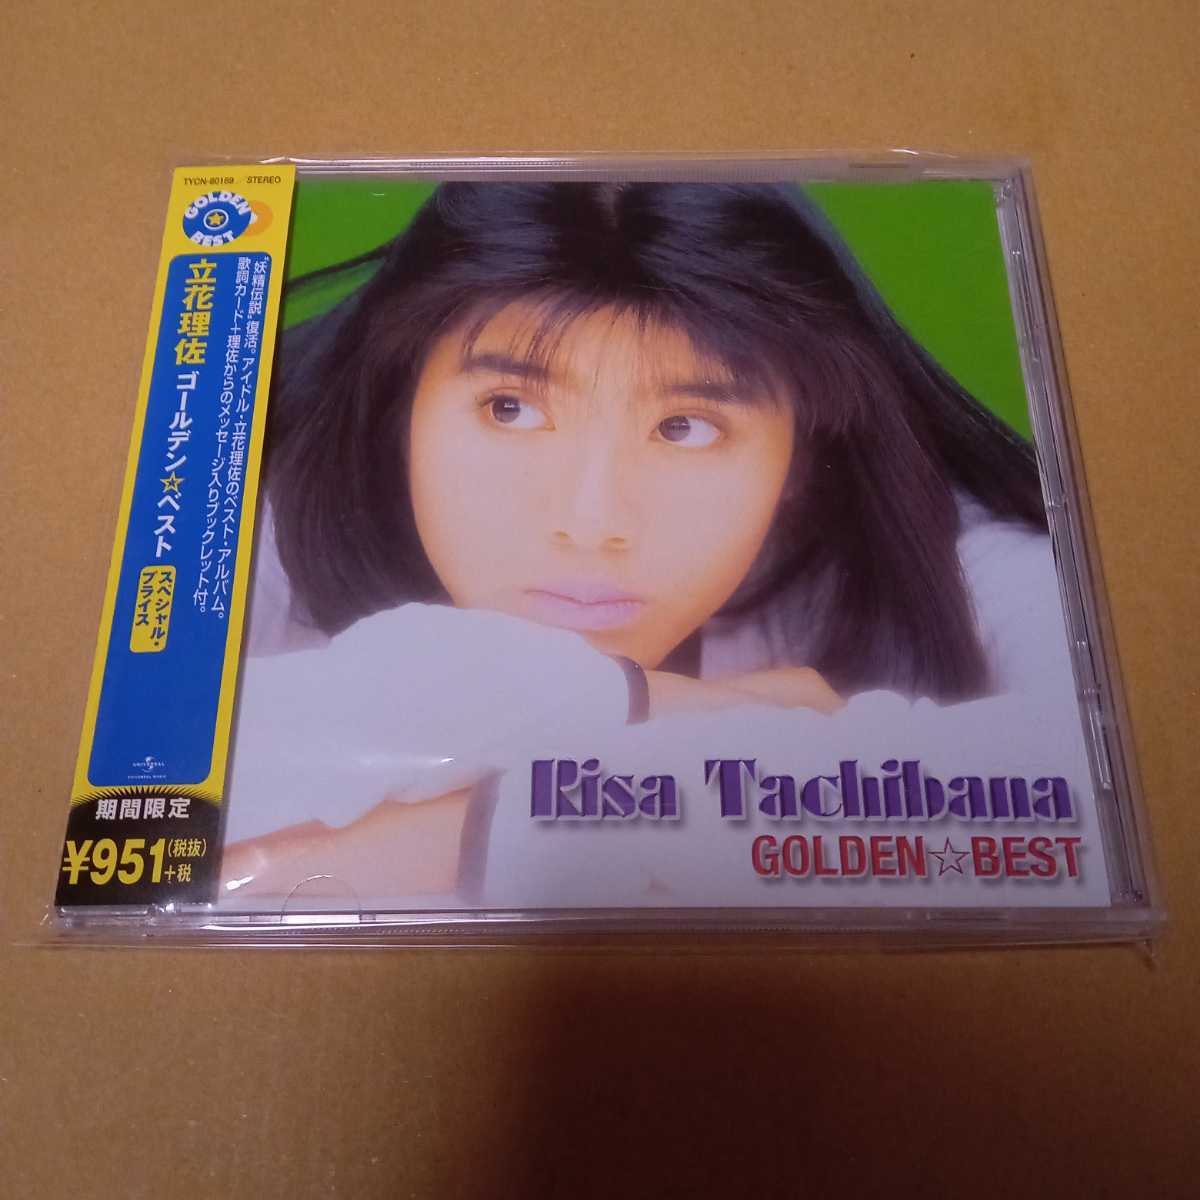 TYCN-80169 STEREO
GOLDEN
BEST
"妖精伝説"復活。アイドル・立花理佐のベスト・アルバム。
歌詞カード+理佐からのメッセージ入りブックレット付。
立花理佐
ゴールデン☆ベスト
スペシャル・
プライス
UNIVERSAL
UNIVERSAL MUSIC
期間限定
¥951(税抜)
+税
Risa Tachibana
GOLDEN☆BEST